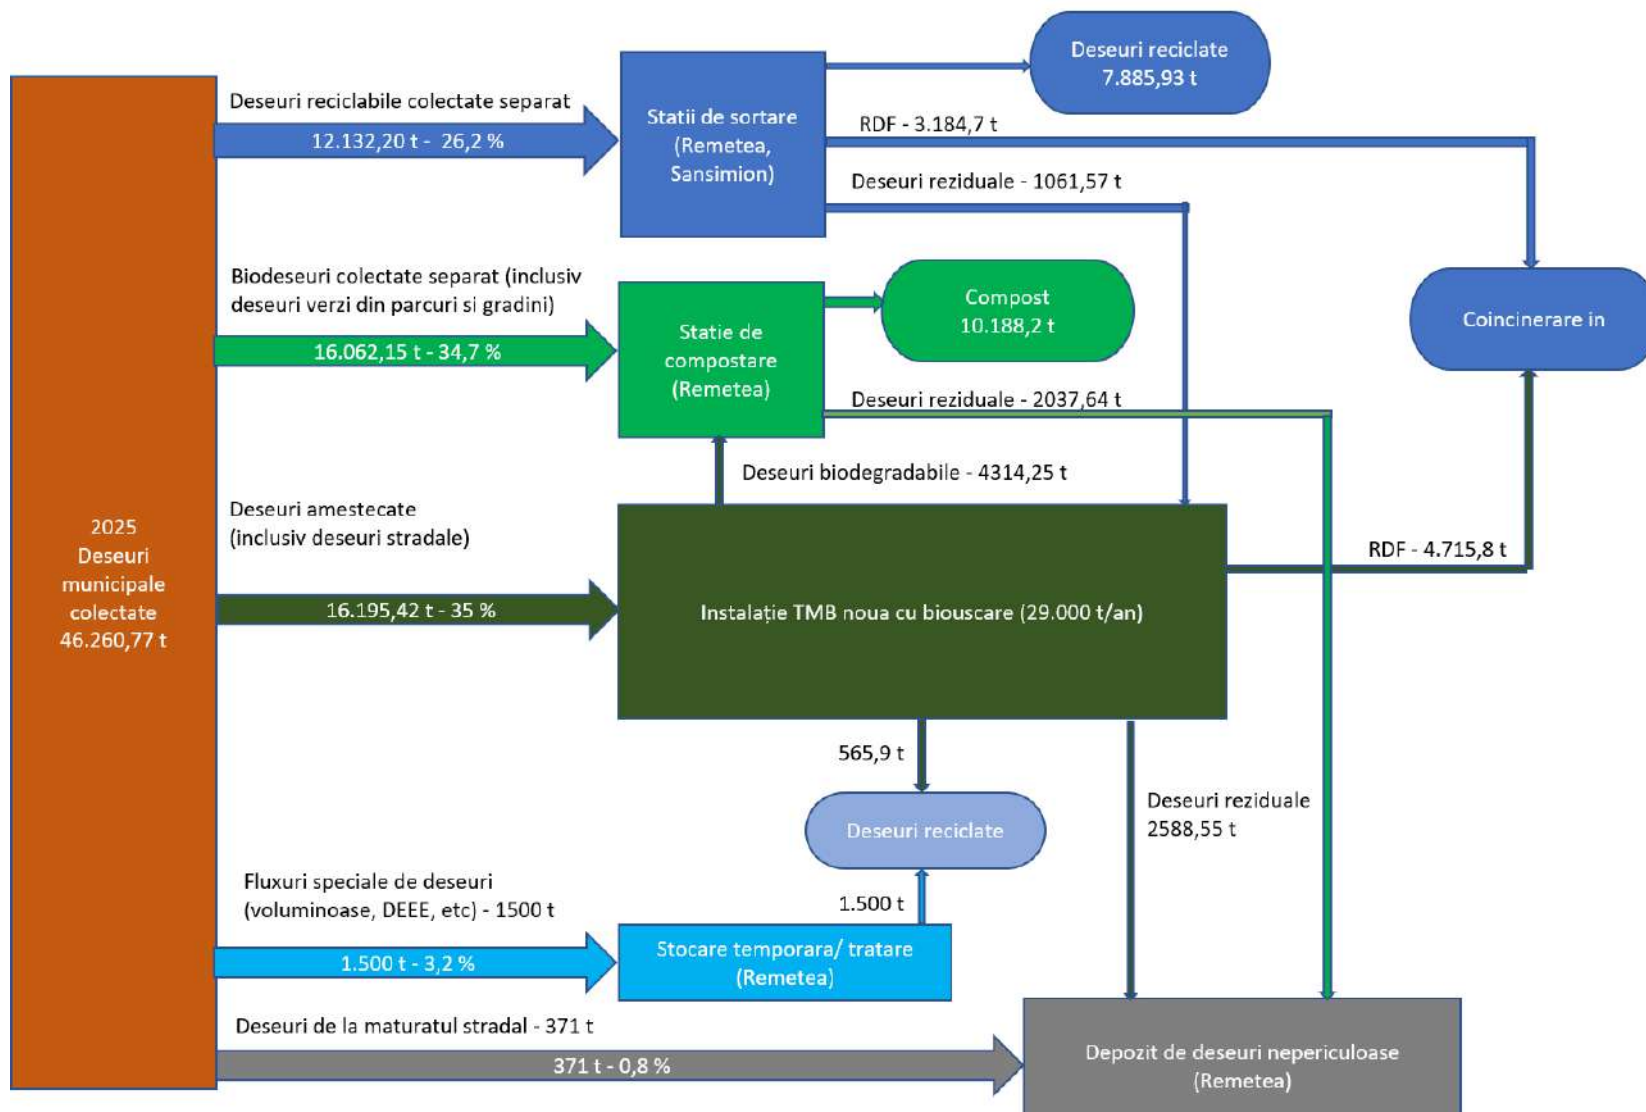 Deseuri reciclate
7.885,93 t
Deseuri reciclabile colectate separat
12.132,20 t - 26,2 %
Statii de sortare
(Remetea,
Sansimion)
RDF - 3.184,7 t
Deseuri reziduale - 1061,57 t
Biodeseuri colectate separat (inclusiv
deseuri verzi din parcuri si gradini)
16.062,15 t - 34,7 %
Statie de
compostare
(Remetea)
Compost
10.188,2 t
Coincinerare in
Deseuri reziduale - 2037,64 t
Deseuri biodegradabile - 4314,25 t
Deseuri amestecate
(inclusiv deseuri stradale)
2025
Deseuri
municipale
colectate
46.260,77 t
16.195,42 t - 35 %
Instalație TMB noua cu biouscare (29.000 t/an)
RDF - 4.715,8 t
565,9 t
Deseuri reciclate
Deseuri reziduale
2588,55 t
Fluxuri speciale de deseuri
(voluminoase, DEEE, etc) - 1500 t
1.500 t
1.500 t - 3,2 %
Stocare temporara/ tratare
(Remetea)
Deseuri de la maturatul stradal - 371 t
371 t - 0,8 %
Depozit de deseuri nepericuloase
(Remetea)